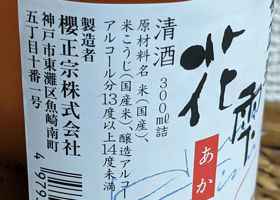 花雪
あか
清酒 300ml詰
原材料名 米(国産)、
米こうじ(国産米)、醸造アルコー
アルコール分13度以上14度未満
製造者
櫻正宗株式会社
神戸市東灘区魚崎南町
五丁目十番一号
4 979